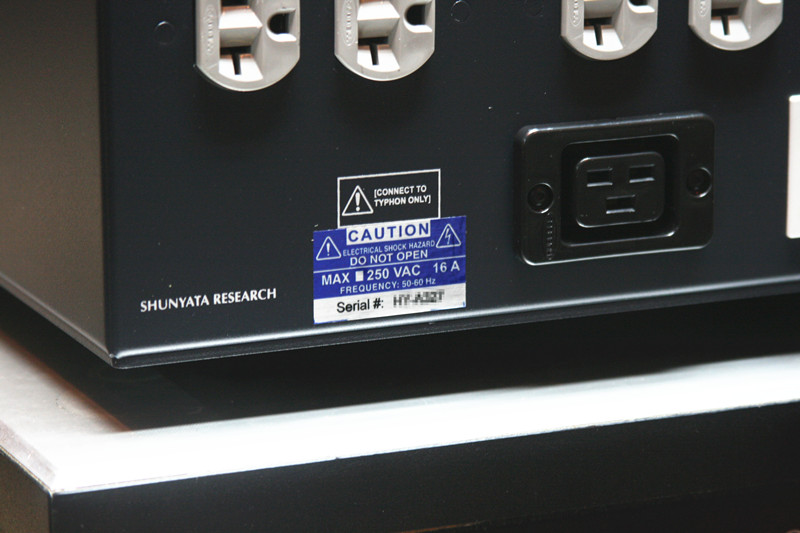 [CONNECT TO
TYPHON ONLY]
CAUTION
ELECTRICAL SHOCK HAZARD
DO NOT OPEN
MAX 250 VAC 16 A
FREQUENCY: 50-60 Hz
Serial #:
SHUNYATA RESEARCH